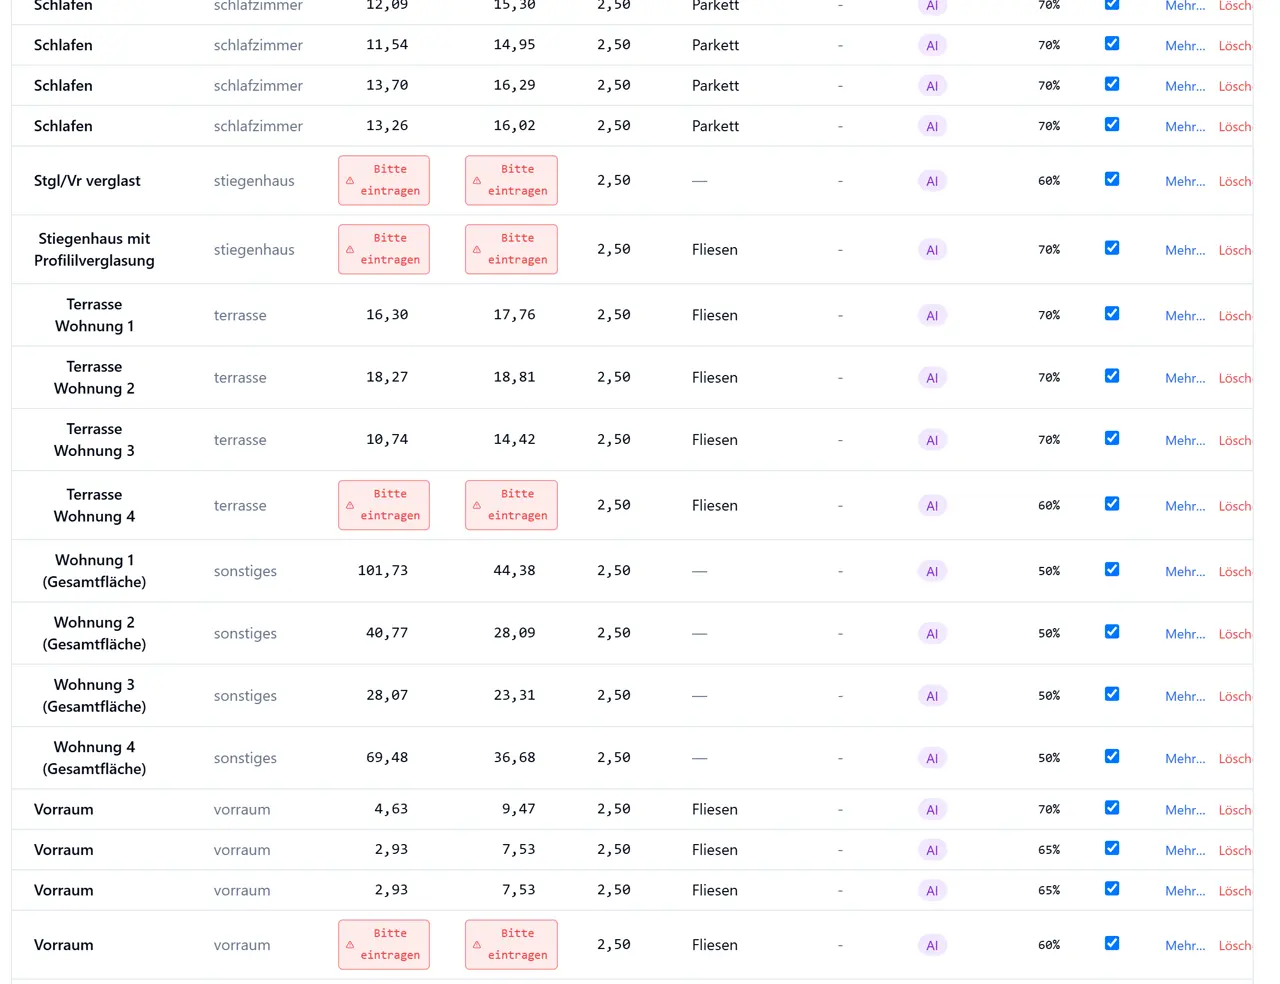 Schlafen schlafzimmer 12,09 15,30 2,50 Parkett - AI 70% Mehr... Lösch
Schlafen schlafzimmer 11,54 14,95 2,50 Parkett - AI 70% Mehr... Lösch
Schlafen schlafzimmer 13,70 16,29 2,50 Parkett - AI 70% Mehr... Lösch
Schlafen schlafzimmer 13,26 16,02 2,50 Parkett - AI 70% Mehr... Lösch
Stgl/Vr verglast stiegenhaus ⚠ Bitte eintragen ⚠ Bitte eintragen 2,50 — - AI 60% Mehr... Lösch
Stiegenhaus mit
Profililverglasung stiegenhaus ⚠ Bitte eintragen ⚠ Bitte eintragen 2,50 Fliesen - AI 70% Mehr... Lösch
Terrasse
Wohnung 1 terrasse 16,30 17,76 2,50 Fliesen - AI 70% Mehr... Lösch
Terrasse
Wohnung 2 terrasse 18,27 18,81 2,50 Fliesen - AI 70% Mehr... Lösch
Terrasse
Wohnung 3 terrasse 10,74 14,42 2,50 Fliesen - AI 70% Mehr... Lösch
Terrasse
Wohnung 4 terrasse ⚠ Bitte eintragen ⚠ Bitte eintragen 2,50 Fliesen - AI 60% Mehr... Lösch
Wohnung 1
(Gesamtfläche) sonstiges 101,73 44,38 2,50 — - AI 50% Mehr... Lösch
Wohnung 2
(Gesamtfläche) sonstiges 40,77 28,09 2,50 — - AI 50% Mehr... Lösch
Wohnung 3
(Gesamtfläche) sonstiges 28,07 23,31 2,50 — - AI 50% Mehr... Lösch
Wohnung 4
(Gesamtfläche) sonstiges 69,48 36,68 2,50 — - AI 50% Mehr... Lösch
Vorraum vorraum 4,63 9,47 2,50 Fliesen - AI 70% Mehr... Lösch
Vorraum vorraum 2,93 7,53 2,50 Fliesen - AI 65% Mehr... Lösch
Vorraum vorraum 2,93 7,53 2,50 Fliesen - AI 65% Mehr... Lösch
Vorraum vorraum ⚠ Bitte eintragen ⚠ Bitte eintragen 2,50 Fliesen - AI 60% Mehr... Lösch